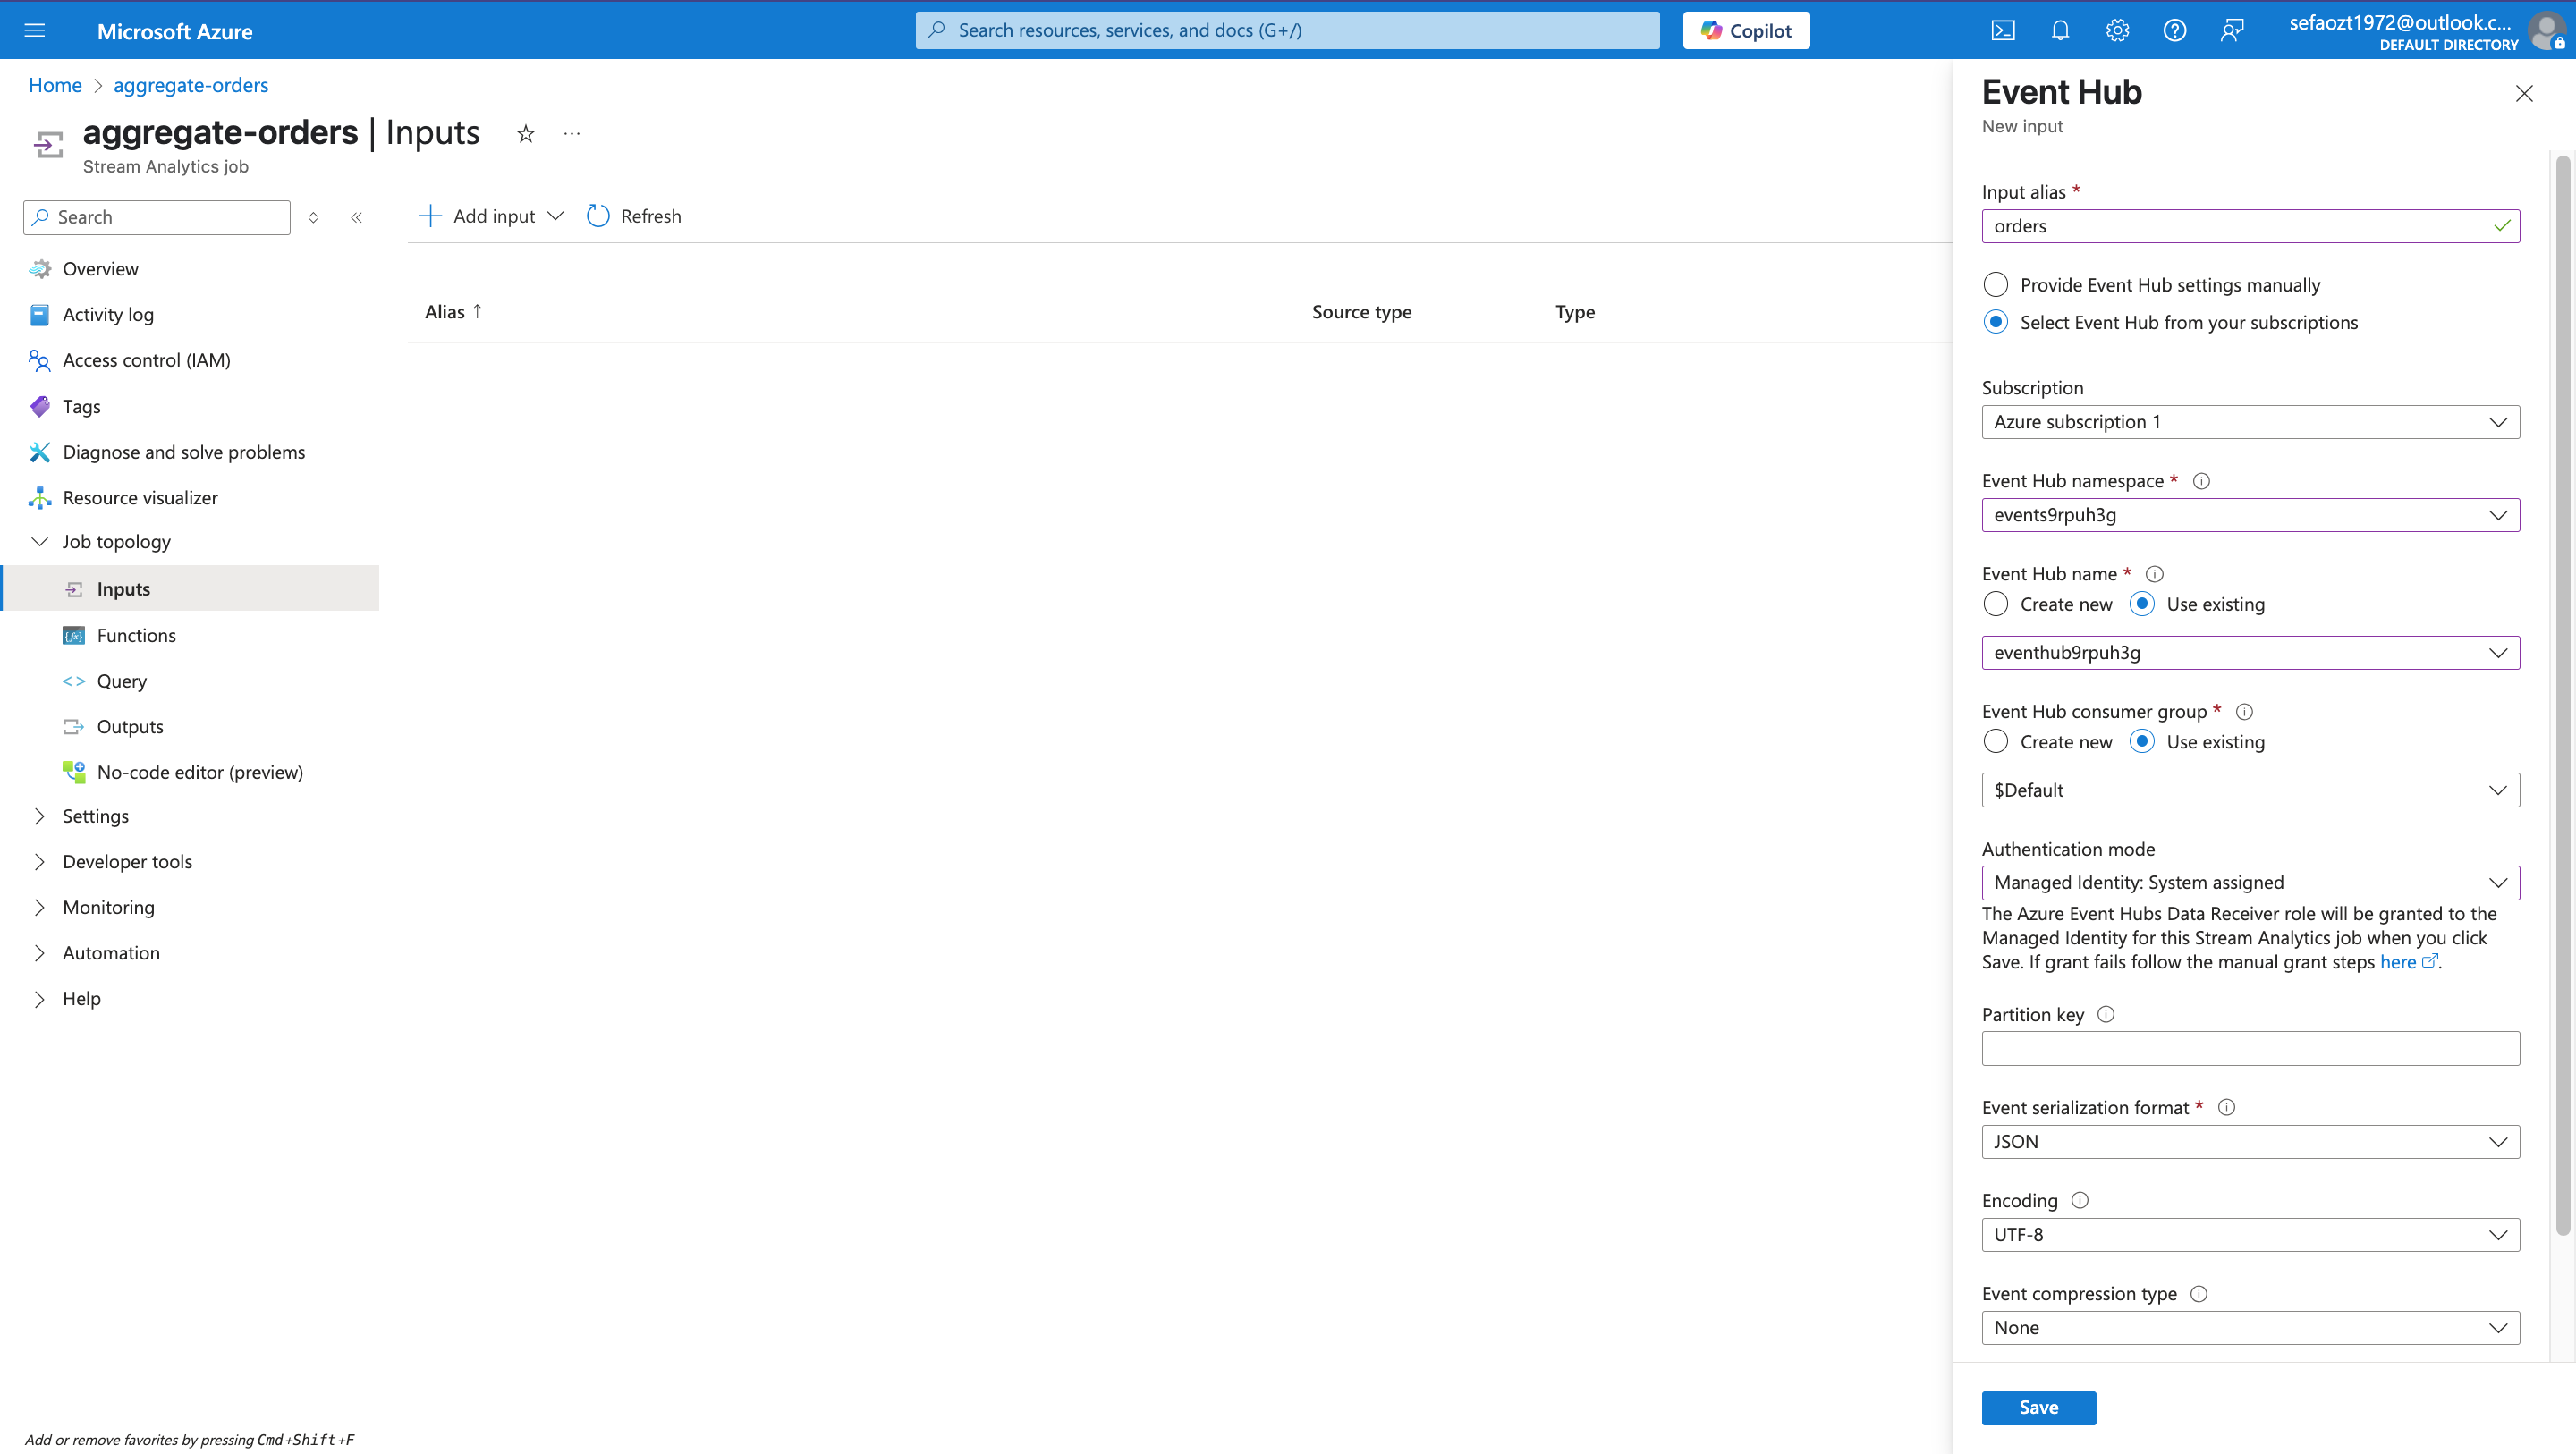 Microsoft Azure
Search resources, services, and docs (G+/)
Copilot
sefaozt1972@outlook.c...
DEFAULT DIRECTORY
Home > aggregate-orders
aggregate-orders | Inputs
Stream Analytics job
Search
Overview
Activity log
Access control (IAM)
Tags
Diagnose and solve problems
Resource visualizer
Job topology
Inputs
Functions
Query
Outputs
No-code editor (preview)
Settings
Developer tools
Monitoring
Automation
Help
Add or remove favorites by pressing Cmd+Shift+F
Add input
Refresh
Alias ↑
Source type
Type
Event Hub
New input
Input alias *
orders
Provide Event Hub settings manually
Select Event Hub from your subscriptions
Subscription
Azure subscription 1
Event Hub namespace *
events9rpuh3g
Event Hub name *
Create new
Use existing
eventhub9rpuh3g
Event Hub consumer group *
Create new
Use existing
$Default
Authentication mode
Managed Identity: System assigned
The Azure Event Hubs Data Receiver role will be granted to the
Managed Identity for this Stream Analytics job when you click
Save. If grant fails follow the manual grant steps here.
Partition key
Event serialization format *
JSON
Encoding
UTF-8
Event compression type
None
Save